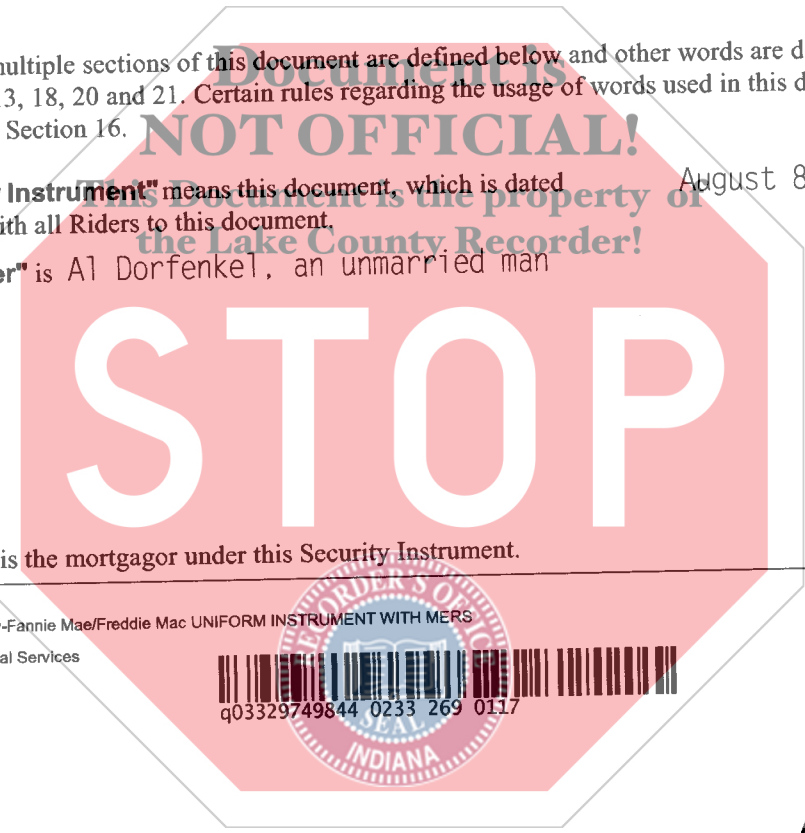 multiple sections of this document are defined below and other words are d
Document is
13, 18, 20 and 21. Certain rules regarding the usage of words used in this d
Section 16.
NOT OFFICIAL!
Instrument" means this document, which is dated August 8
This Document is the property of
ith all Riders to this document.
the Lake County Recorder!
er" is Al Dorfenkel, an unmarried man
STOP
is the mortgagor under this Security Instrument.
-Fannie Mae/Freddie Mac UNIFORM INSTRUMENT WITH MERS
al Services
RECORDER'S OFFICE
q03329749844 0233 269 0117
SEAL
INDIANA